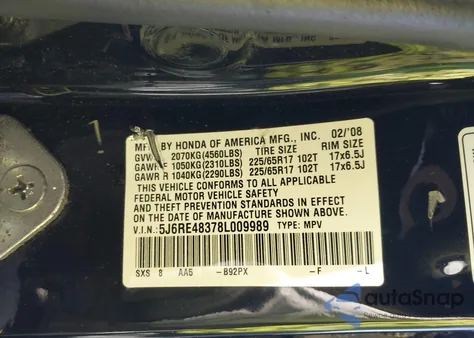 MFD BY HONDA OF AMERICA MFG., INC. 02/'08
GVWR 2070KG(4560LBS) TIRE SIZE RIM SIZE
GAWR F 1050KG(2310LBS) 225/65R17 102T 17x6.5J
GAWR R 1040KG(2290LBS) 225/65R17 102T 17x6.5J
THIS VEHICLE CONFORMS TO ALL APPLICABLE
FEDERAL MOTOR VEHICLE SAFETY
AND THEFT PREVENTION STANDARDS IN EFFECT
ON THE DATE OF MANUFACTURE SHOWN ABOVE.
V.I.N.: 5J6RE48378L009989 TYPE: MPV
SXS 8 AA5 -B92PX -F -L
autaSnap